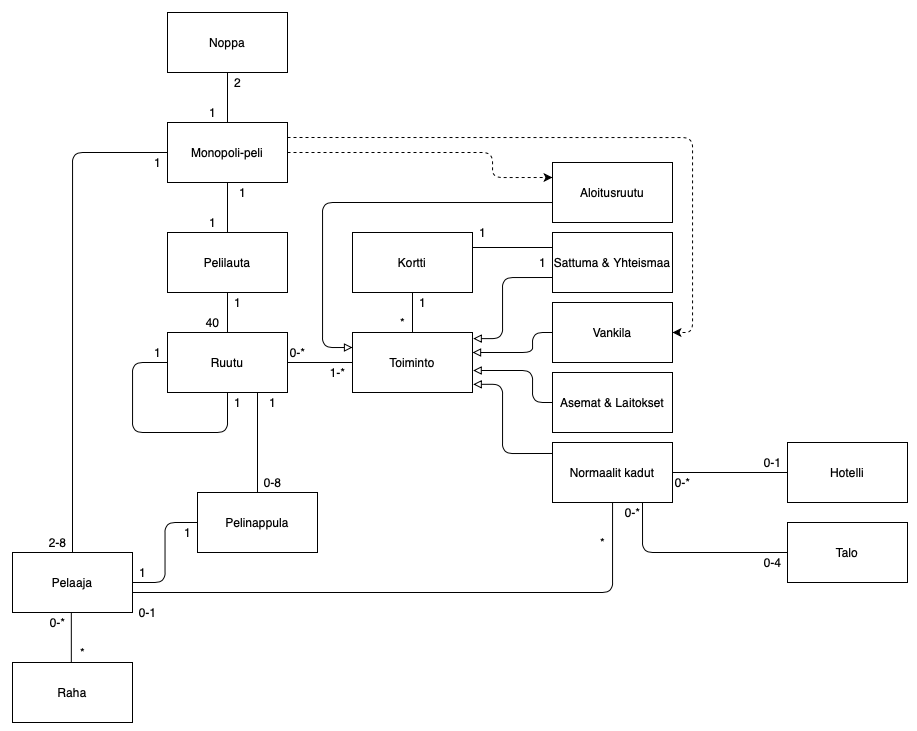 Noppa
2
1
Monopoli-peli
1
1
Aloitusruutu
1
1
Pelilauta
Kortti
Sattuma & Yhteismaa
1
1
1
*
40
Vankila
1
Ruutu
0-*
Toiminto
1-*
Asemat & Laitokset
1
1
Normaalit kadut
0-1
Hotelli
0-*
0-8
0-*
Pelinappula
1
*
2-8
Talo
0-4
1
Pelaaja
0-1
0-*
*
Raha